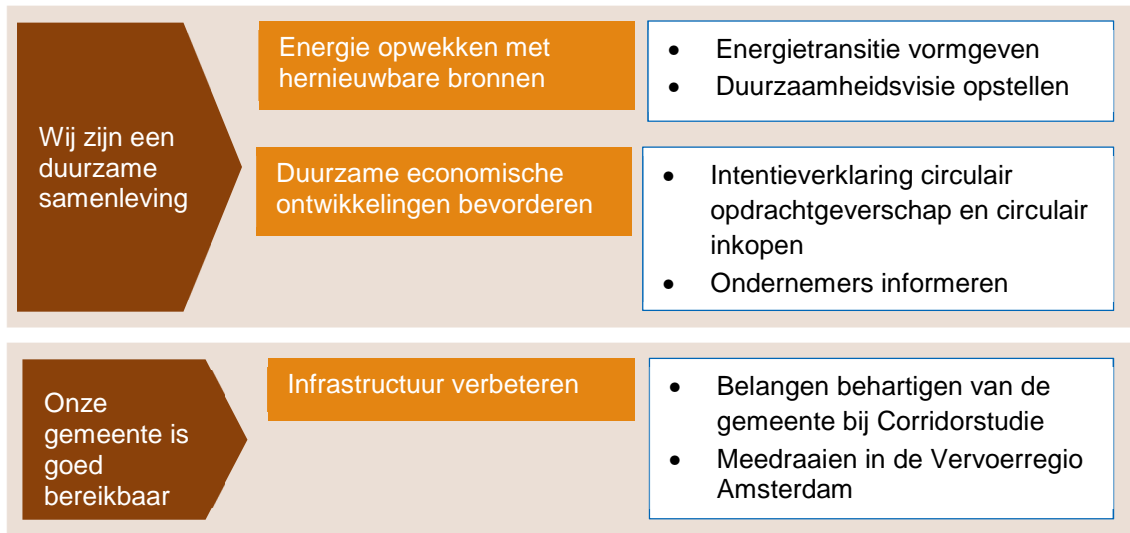 Wij zijn een
duurzame
samenleving
Energie opwekken met
hernieuwbare bronnen
• Energietransitie vormgeven
• Duurzaamheidsvisie opstellen
Duurzame economische
ontwikkelingen bevorderen
• Intentieverklaring circulair
opdrachtgeverschap en circulair
inkopen
• Ondernemers informeren
Onze
gemeente is
goed
bereikbaar
Infrastructuur verbeteren
• Belangen behartigen van de
gemeente bij Corridorstudie
• Meedraaien in de Vervoerregio
Amsterdam